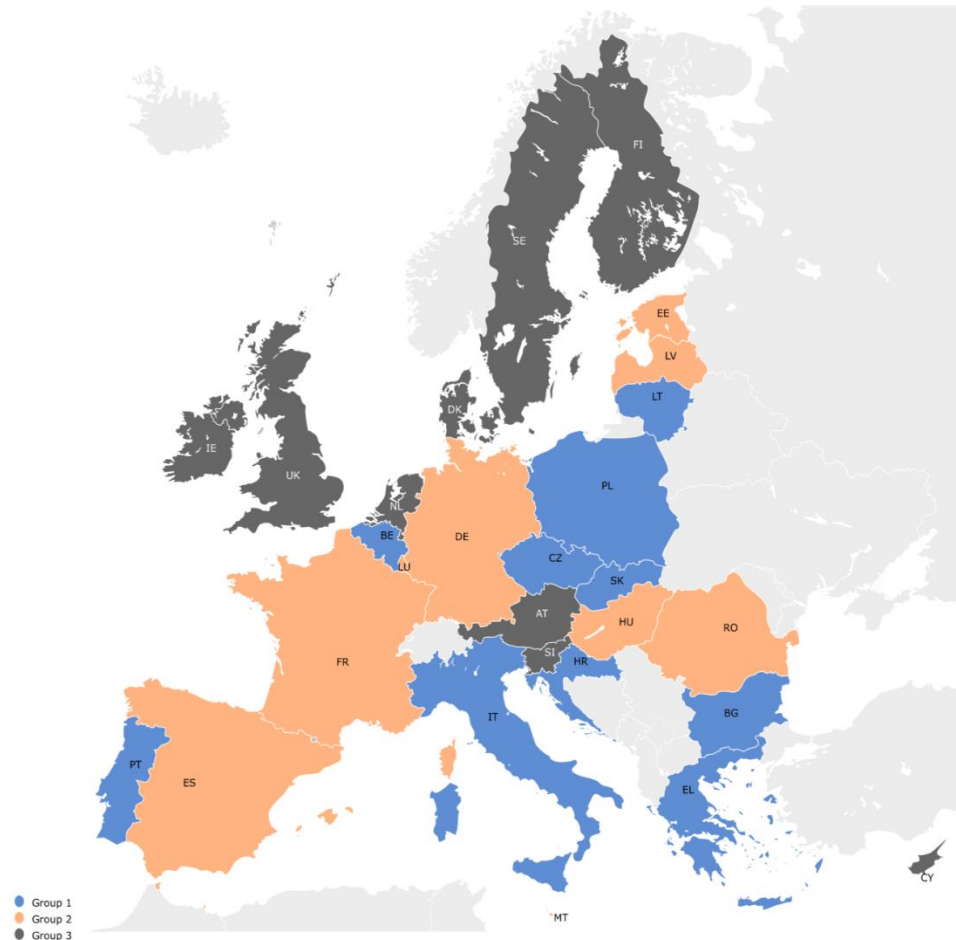 FI
SE
EE
LV
LT
DK
IE
UK
NL
PL
BE
DE
LU
CZ
SK
AT
HU
RO
SI
HR
FR
IT
BG
PT
ES
EL
CY
MT
Group 1
Group 2
Group 3